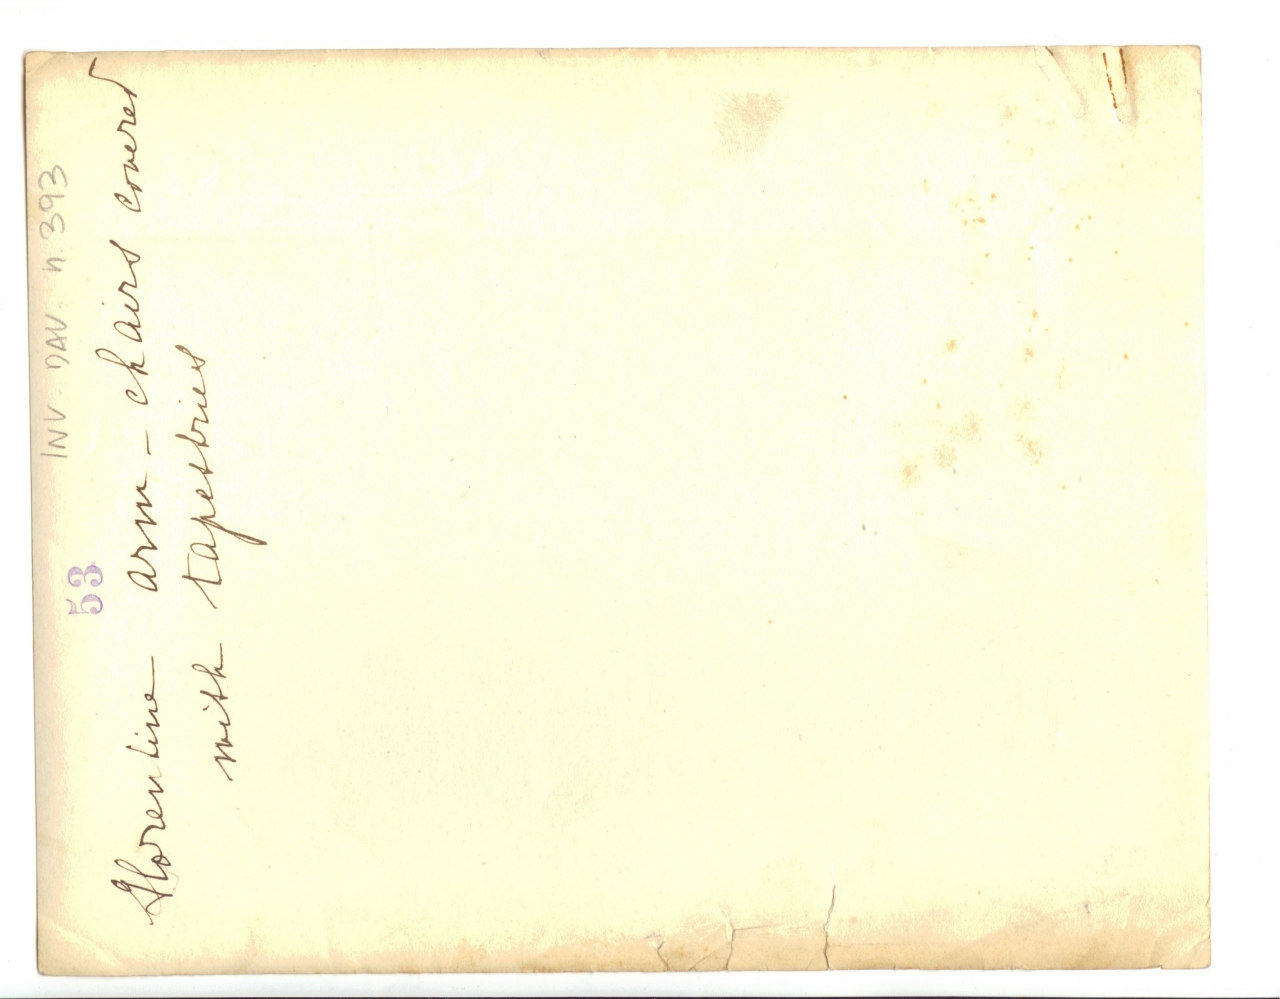 INV. DAV. n. 393
53
Florentine arm-chairs covered
with tapestries